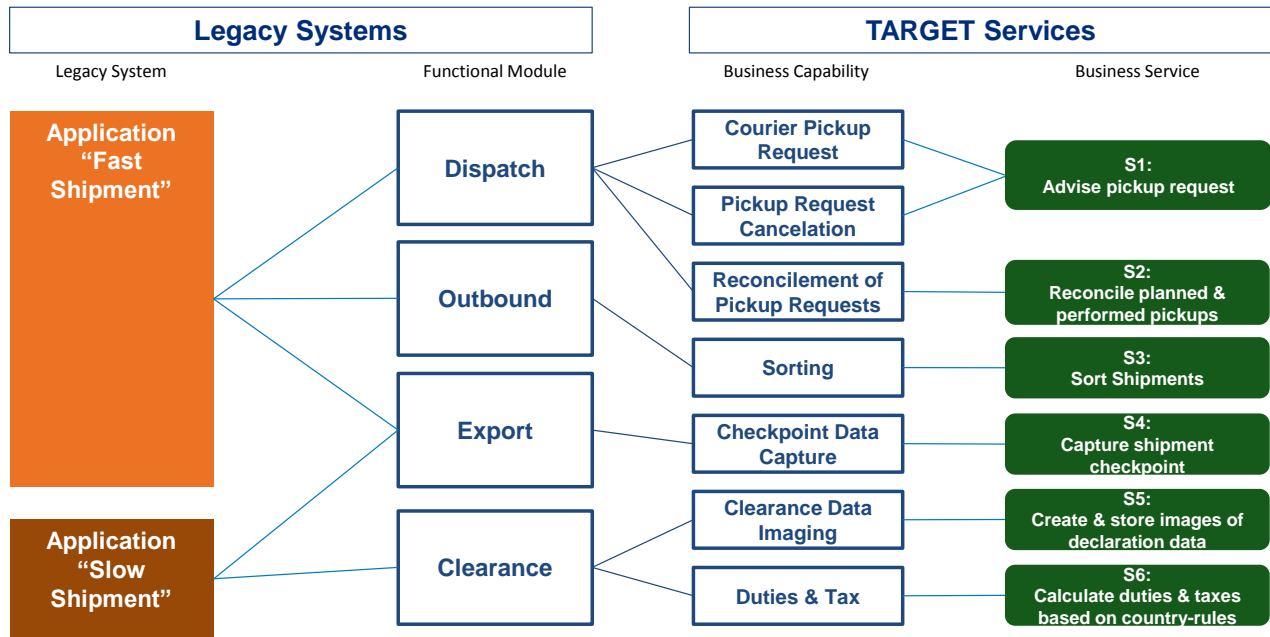 Legacy Systems
TARGET Services
Legacy System
Functional Module
Business Capability
Business Service
Application
“Fast
Shipment”
Application
“Slow
Shipment”
Dispatch
Outbound
Export
Clearance
Courier Pickup
Request
Pickup Request
Cancelation
Reconcilement of
Pickup Requests
Sorting
Checkpoint Data
Capture
Clearance Data
Imaging
Duties & Tax
S1:
Advise pickup request
S2:
Reconcile planned &
performed pickups
S3:
Sort Shipments
S4:
Capture shipment
checkpoint
S5:
Create & store images of
declaration data
S6:
Calculate duties & taxes
based on country-rules